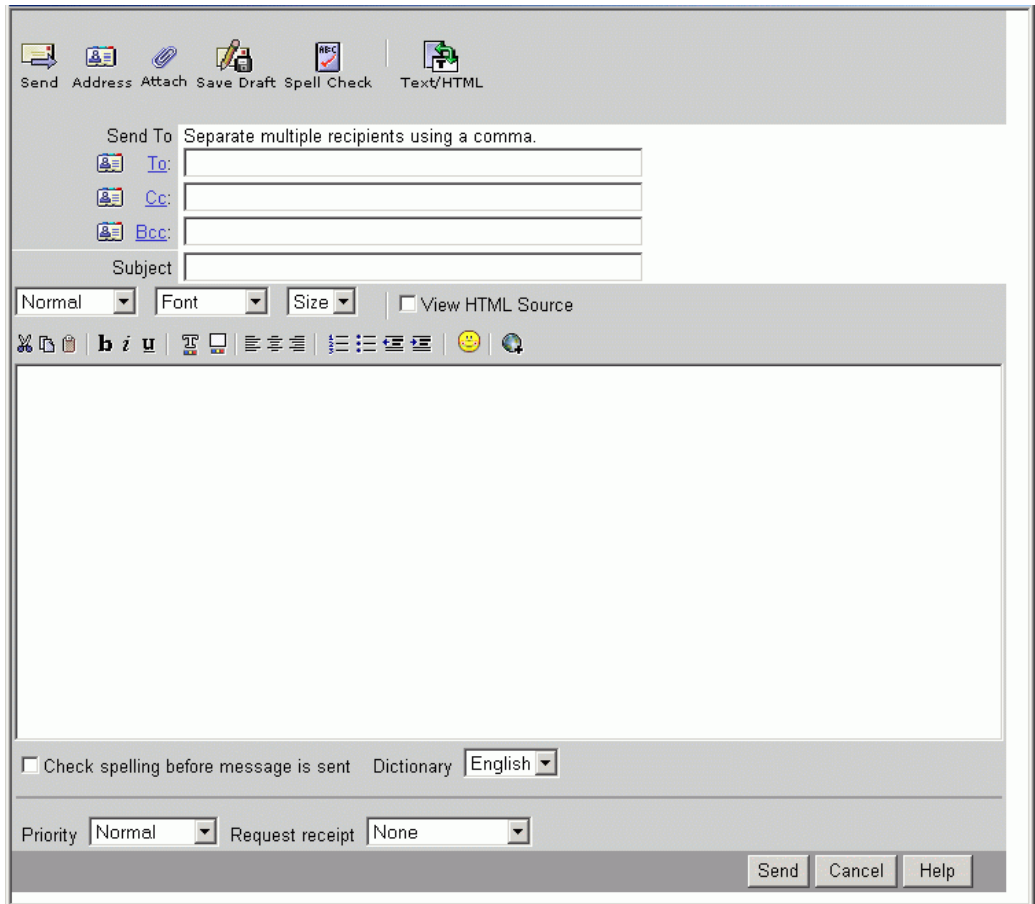 Send Address Attach Save Draft Spell Check Text/HTML
Send To Separate multiple recipients using a comma.
To:
Cc:
Bcc:
Subject
Normal Font Size View HTML Source
b i u
Check spelling before message is sent Dictionary English
Priority Normal Request receipt None
Send Cancel Help